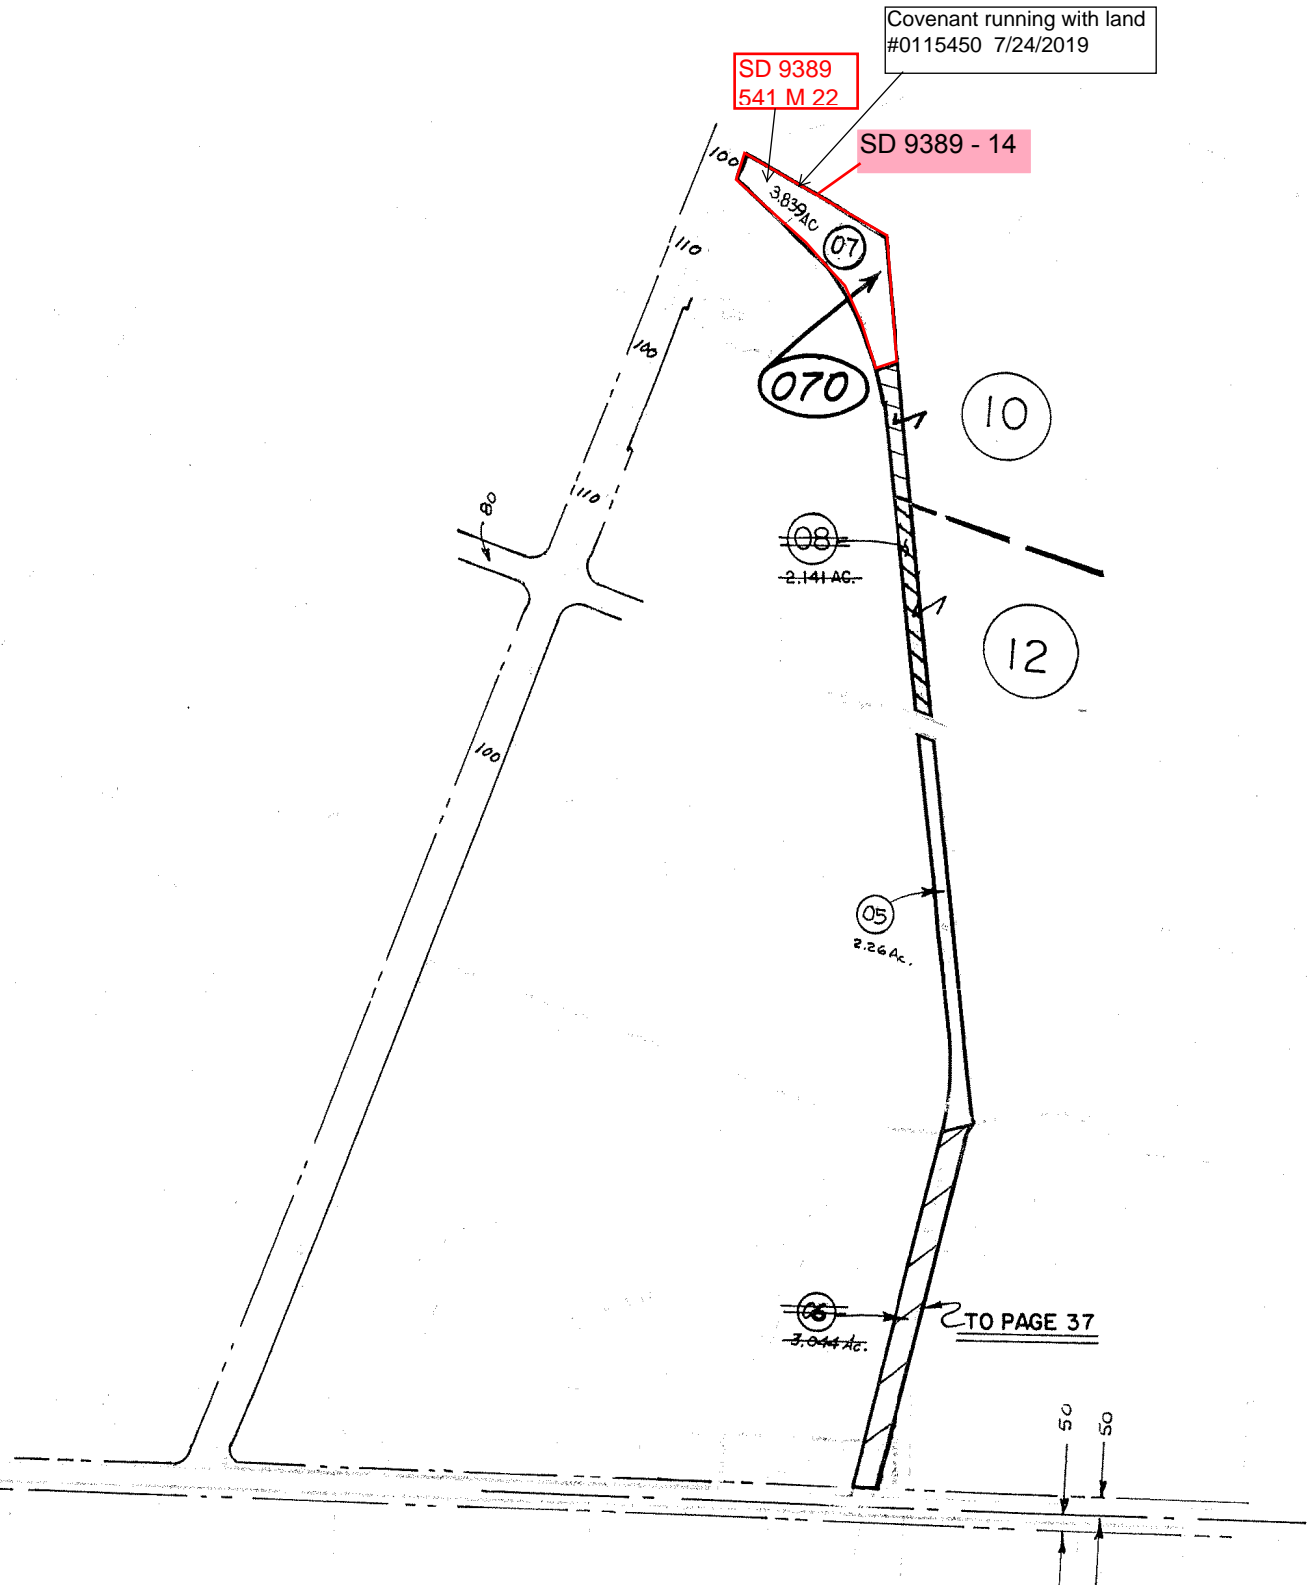 Covenant running with land
#0115450 7/24/2019
SD 9389
541 M 22
SD 9389 - 14
100
3.839AC
07
110
100
070
10
110
80
08
2.141 AC.
12
100
05
2.26 Ac.
06
3.044 Ac.
TO PAGE 37
50
50